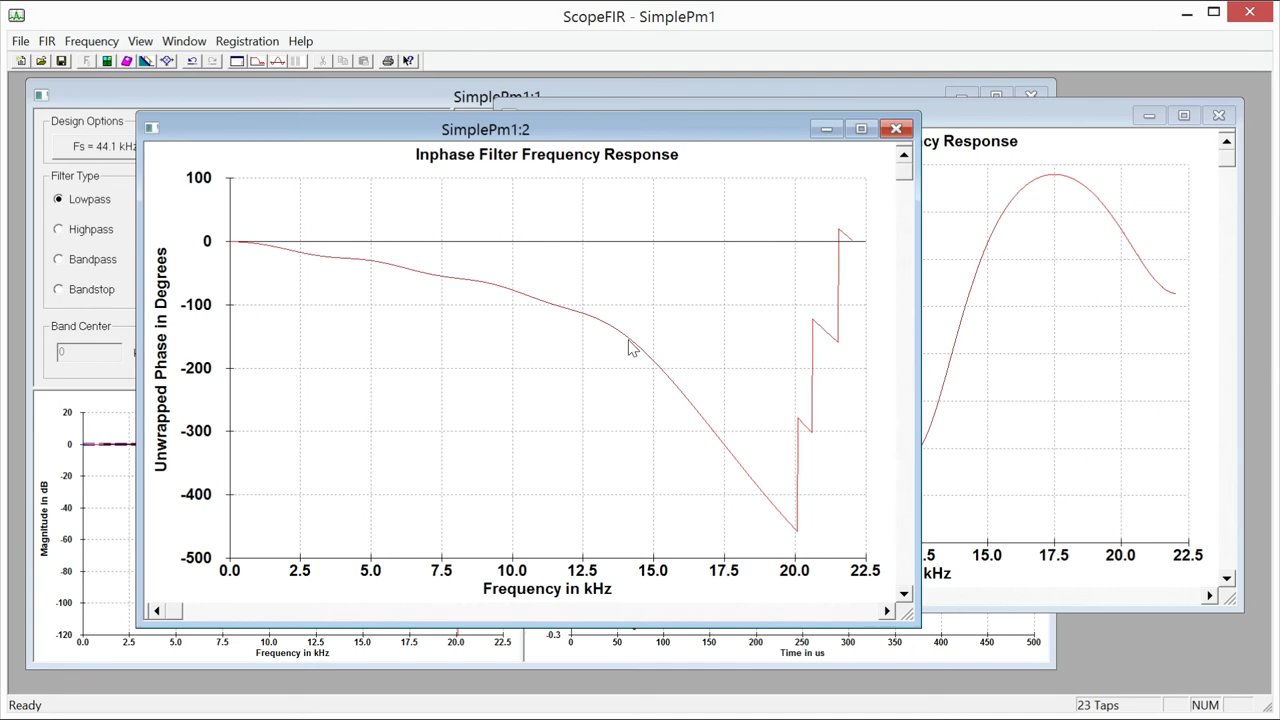 ScopeFIR - SimplePm1
File FIR Frequency View Window Registration Help
Design Options
Fs = 44.1 kHz
Filter Type
Lowpass
Highpass
Bandpass
Bandstop
Band Center
0
20
0
-20
-40
-60
-80
-100
-120
Magnitude in dB
0.0 2.5 5.0 7.5 10.0 12.5 15.0 17.5 20.0 22.5
Frequency in kHz
SimplePm1:2
Inphase Filter Frequency Response
100
0
-100
-200
-300
-400
-500
Unwrapped Phase in Degrees
0.0 2.5 5.0 7.5 10.0 12.5 15.0 17.5 20.0 22.5
Frequency in kHz
Response
15.0 17.5 20.0 22.5
kHz
-0.3
0 50 100 150 200 250 300 350 400 450 500
Time in us
Ready
23 Taps NUM